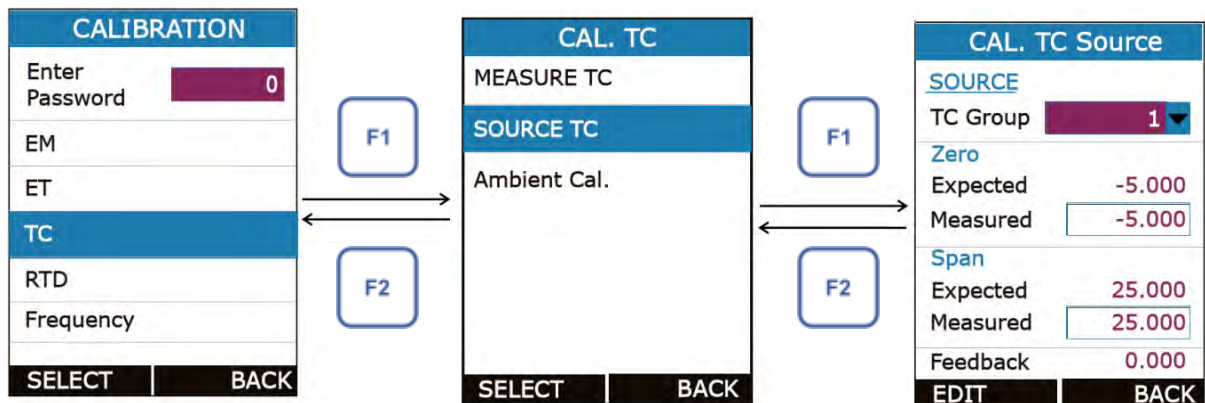 CALIBRATION
Enter
Password
0
EM
ET
TC
RTD
Frequency
SELECT
BACK
F1
F2
CAL. TC
MEASURE TC
SOURCE TC
Ambient Cal.
SELECT
BACK
F1
F2
CAL. TC Source
SOURCE
TC Group 1
Zero
Expected -5.000
Measured -5.000
Span
Expected 25.000
Measured 25.000
Feedback 0.000
EDIT
BACK